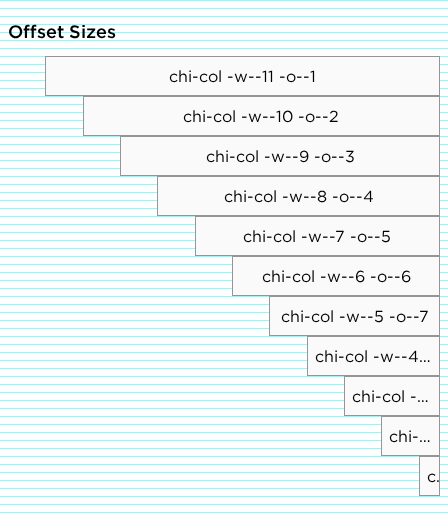 Offset Sizes
chi-col -w--11 -o--1
chi-col -w--10 -o--2
chi-col -w--9 -o--3
chi-col -w--8 -o--4
chi-col -w--7 -o--5
chi-col -w--6 -o--6
chi-col -w--5 -o--7
chi-col -w--4...
chi-col -...
chi-...
c.